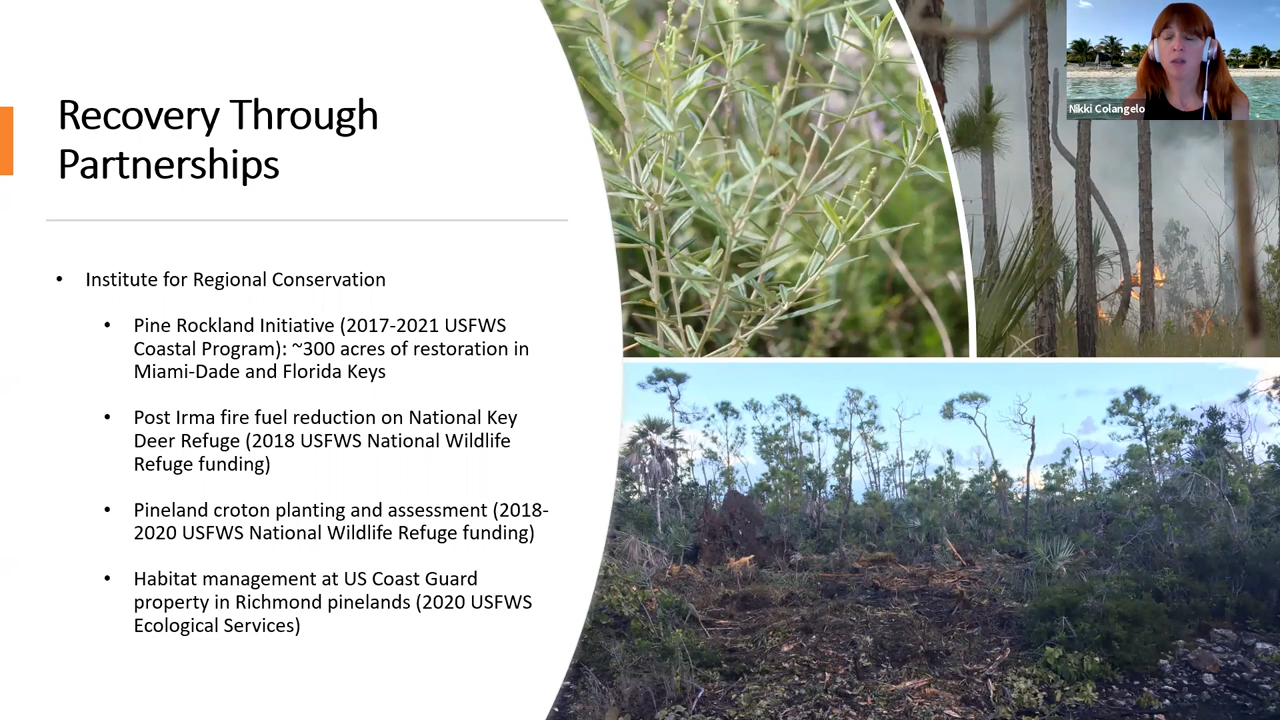 Recovery Through
Partnerships
• Institute for Regional Conservation
• Pine Rockland Initiative (2017-2021 USFWS
Coastal Program): ~300 acres of restoration in
Miami-Dade and Florida Keys
• Post Irma fire fuel reduction on National Key
Deer Refuge (2018 USFWS National Wildlife
Refuge funding)
• Pineland croton planting and assessment (2018-
2020 USFWS National Wildlife Refuge funding)
• Habitat management at US Coast Guard
property in Richmond pinelands (2020 USFWS
Ecological Services)
Nikki Colangelo